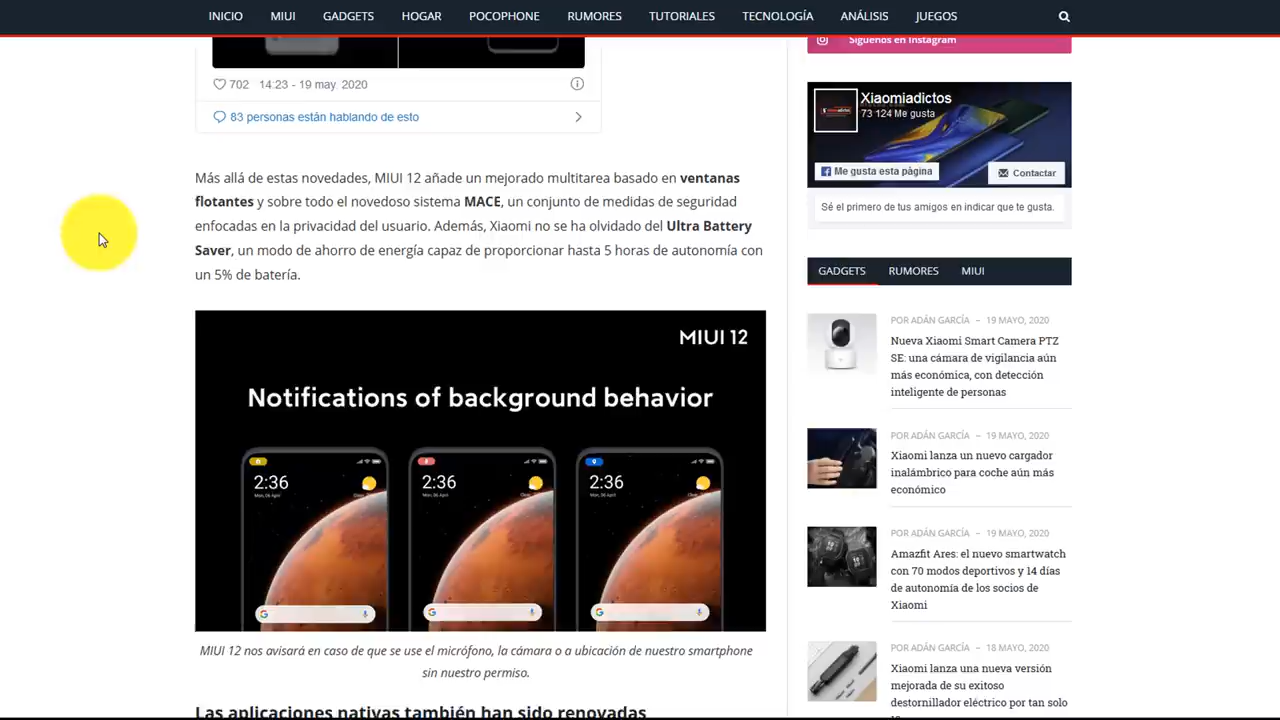 INICIO MIUI GADGETS HOGAR POCOPHONE RUMORES TUTORIALES TECNOLOGÍA ANÁLISIS JUEGOS
702 14:23 - 19 may. 2020
83 personas están hablando de esto
Más allá de estas novedades, MIUI 12 añade un mejorado multitarea basado en ventanas
flotantes y sobre todo el novedoso sistema MACE, un conjunto de medidas de seguridad
enfocadas en la privacidad del usuario. Además, Xiaomi no se ha olvidado del Ultra Battery
Saver, un modo de ahorro de energía capaz de proporcionar hasta 5 horas de autonomía con
un 5% de batería.
MIUI 12
Notifications of background behavior
2:36
Mon, 06 April
2:36
Mon, 06 April
2:36
Mon, 06 April
MIUI 12 nos avisará en caso de que se use el micrófono, la cámara o a ubicación de nuestro smartphone
sin nuestro permiso.
Las aplicaciones nativas también han sido renovadas
Síguenos en Instagram
Xiaomiadictos
73 124 Me gusta
Me gusta esta página
Contactar
Sé el primero de tus amigos en indicar que te gusta.
GADGETS RUMORES MIUI
POR ADÁN GARCÍA – 19 MAYO, 2020
Nueva Xiaomi Smart Camera PTZ
SE: una cámara de vigilancia aún
más económica, con detección
inteligente de personas
POR ADÁN GARCÍA – 19 MAYO, 2020
Xiaomi lanza un nuevo cargador
inalámbrico para coche aún más
económico
POR ADÁN GARCÍA – 19 MAYO, 2020
Amazfit Ares: el nuevo smartwatch
con 70 modos deportivos y 14 días
de autonomía de los socios de
Xiaomi
POR ADÁN GARCÍA – 18 MAYO, 2020
Xiaomi lanza una nueva versión
mejorada de su exitoso
destornillador eléctrico por tan solo